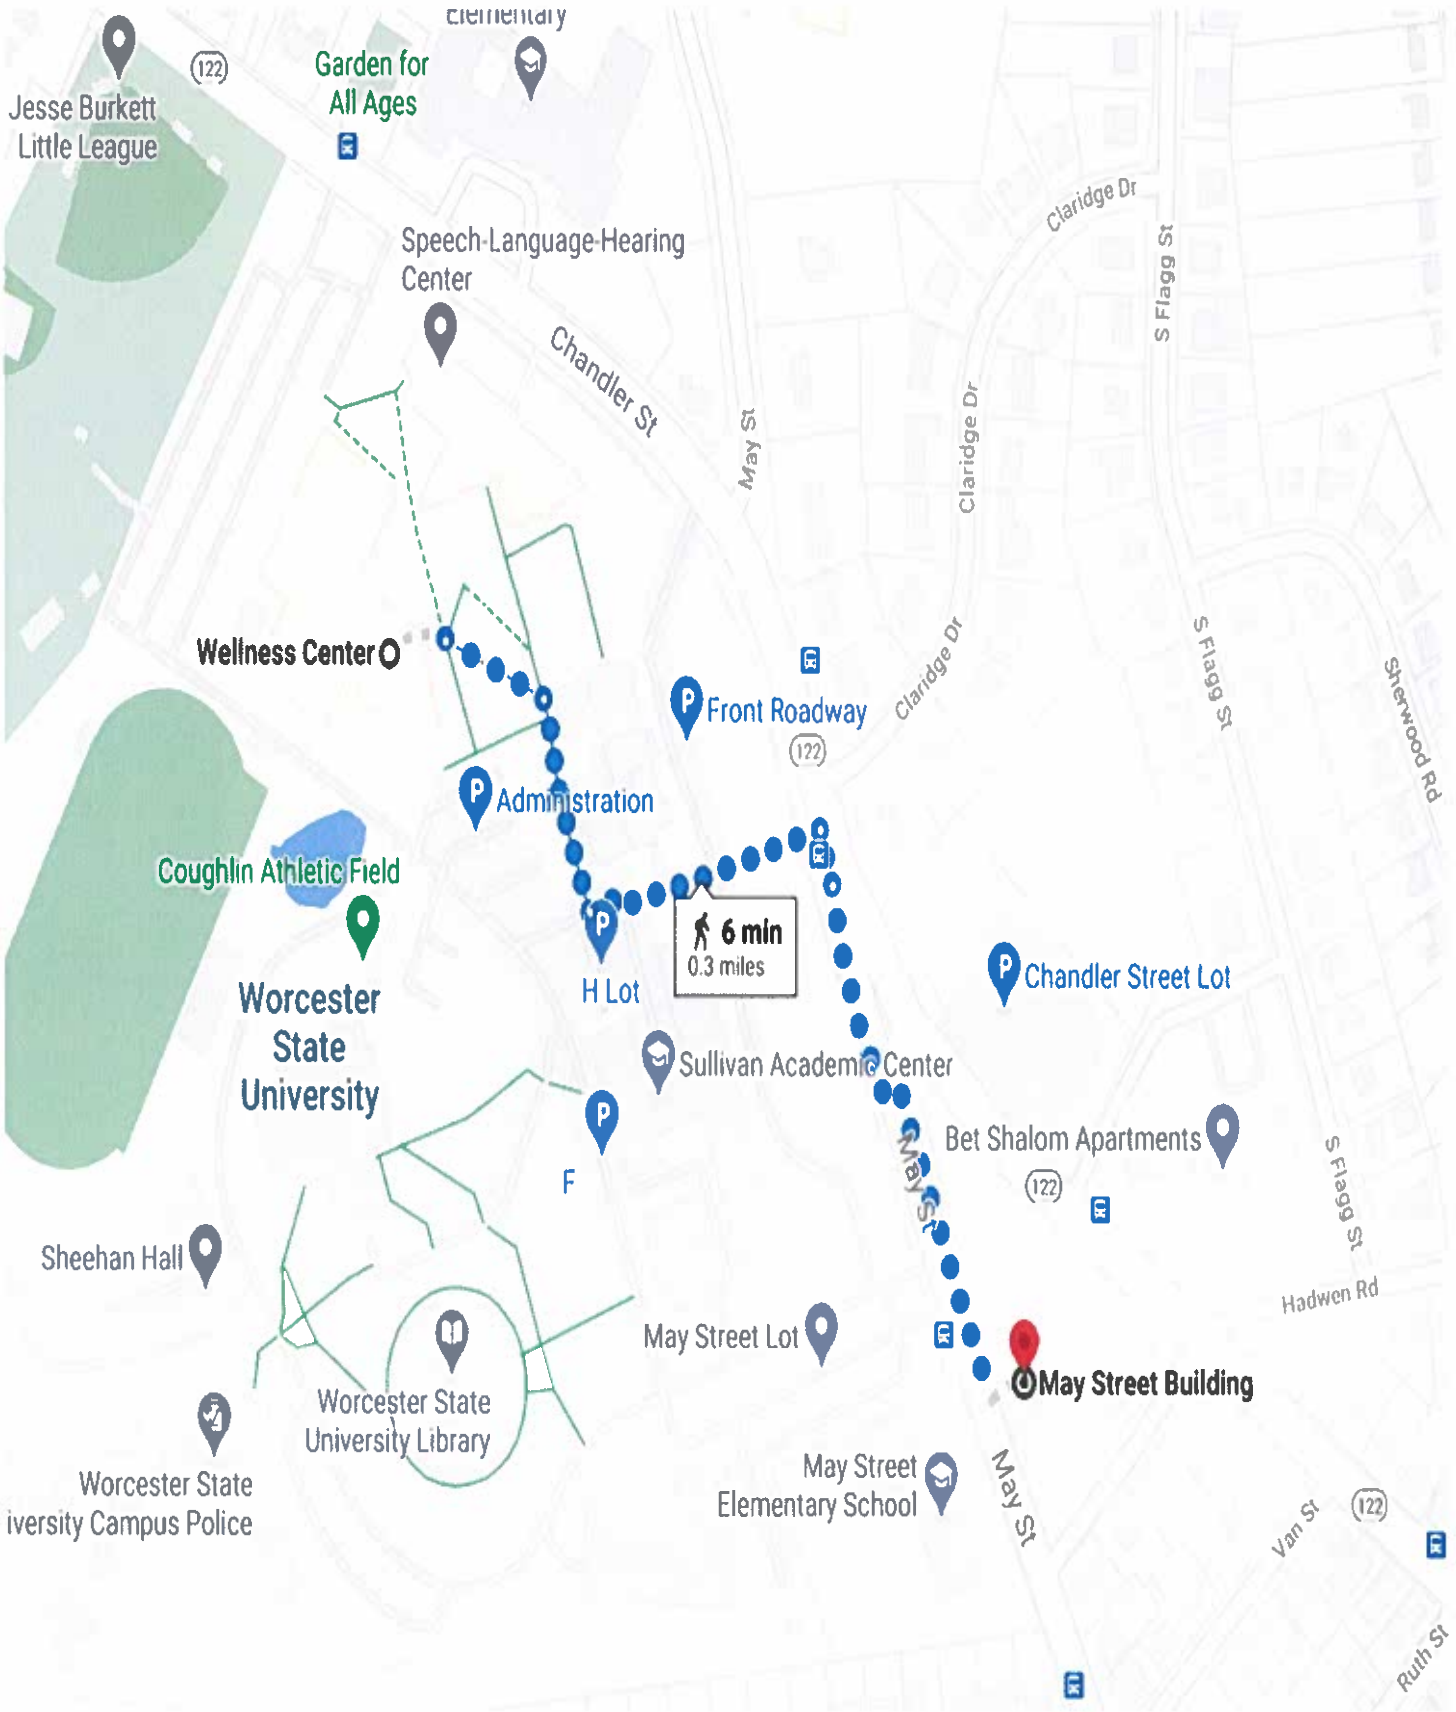 Elementary
122
Garden for
All Ages
Jesse Burkett
Little League
Claridge Dr
Speech-Language-Hearing
Center
S Flagg St
Chandler St
May St
Claridge Dr
Wellness Center
Claridge Dr
S Flagg St
Sherwood Rd
P Front Roadway
122
P Administration
Coughlin Athletic Field
6 min
0.3 miles
P
H Lot
P Chandler Street Lot
Worcester
State
University
Sullivan Academic Center
P
F
May St
Bet Shalom Apartments
122
S Flagg St
Sheehan Hall
Hadwen Rd
May Street Lot
May Street Building
Worcester State
University Library
May Street
Elementary School
May St
Worcester State
iversity Campus Police
Van St
122
Ruth St